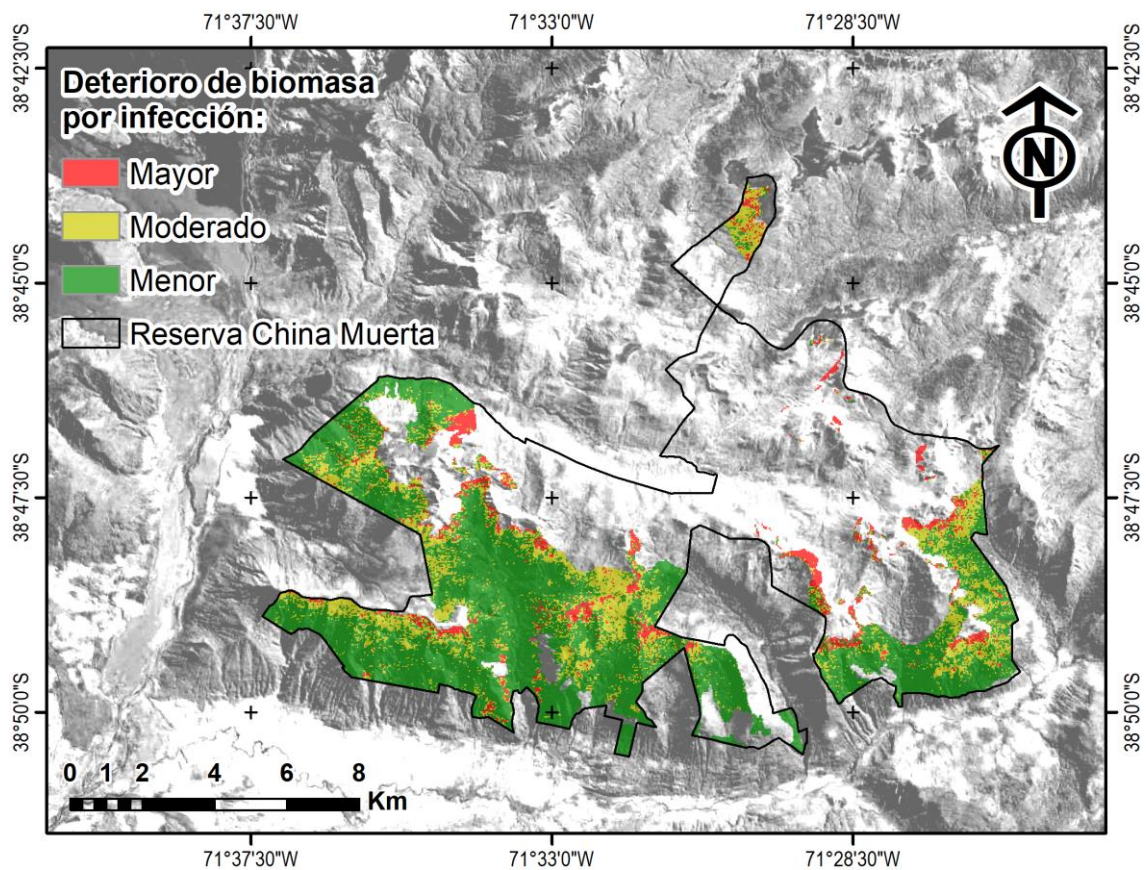 71°37'30"W 71°33'0"W 71°28'30"W
38°42'30"S 38°42'30"S
Deterioro de biomasa
por infección:
Mayor
Moderado
Menor
Reserva China Muerta
N
38°45'0"S 38°45'0"S
38°47'30"S 38°47'30"S
38°50'0"S 38°50'0"S
0 1 2 4 6 8
Km
71°37'30"W 71°33'0"W 71°28'30"W